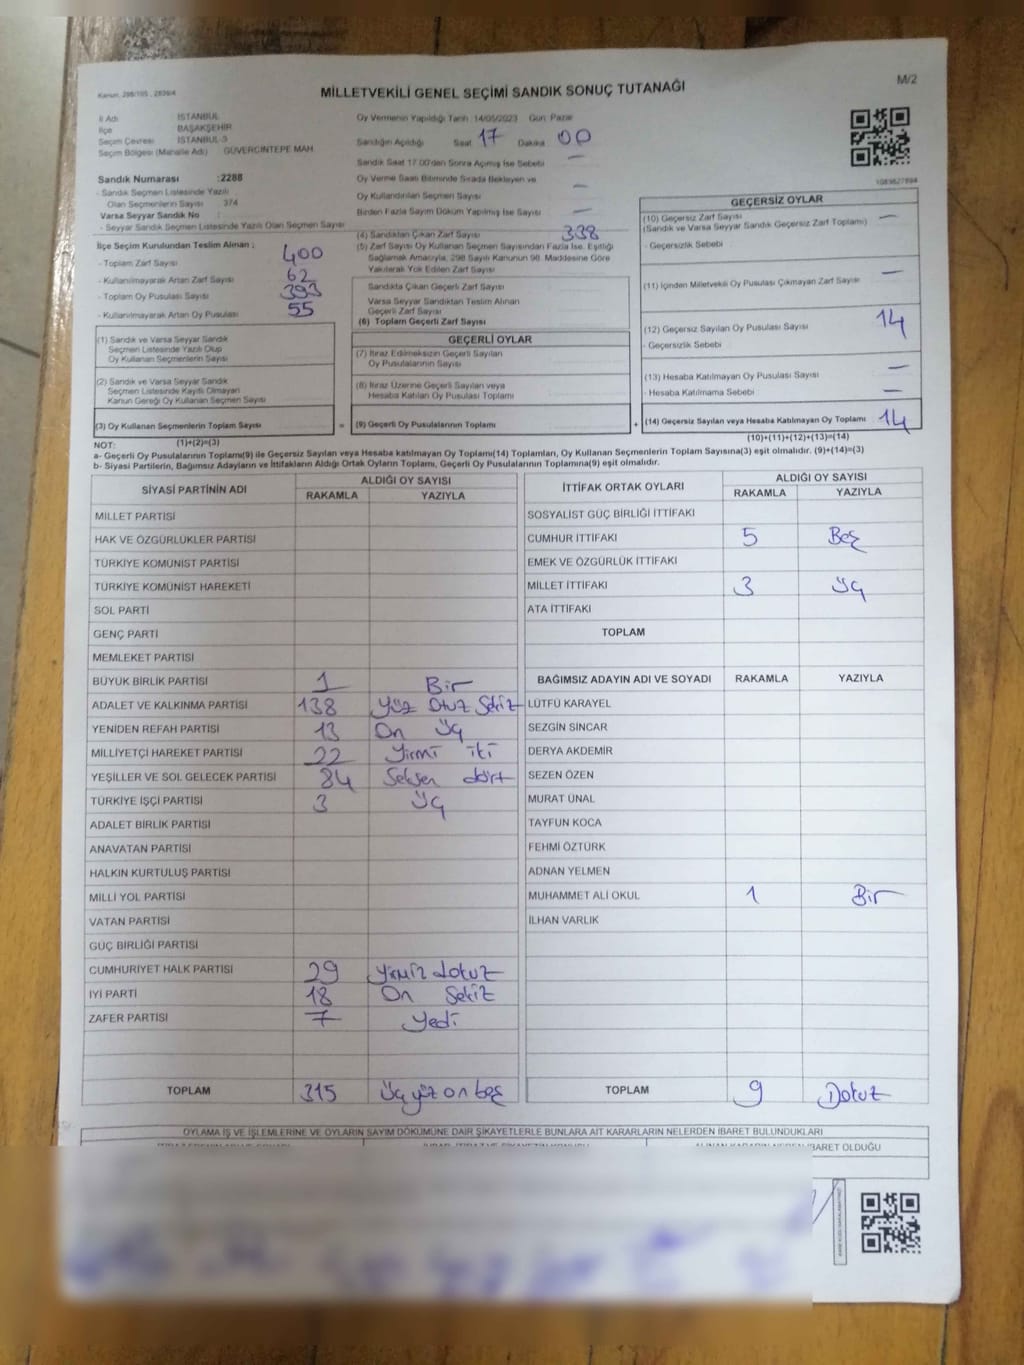 Kanun, 298/105 , 2839/4
M/2
MİLLETVEKİLİ GENEL SEÇİMİ SANDIK SONUÇ TUTANAĞI
İl Adı İSTANBUL
İlçe BAŞAKŞEHİR
Seçim Çevresi İSTANBUL-3
Seçim Bölgesi (Mahalle Adı) GÜVERCİNTEPE MAH
Sandık Numarası :2288
- Sandık Seçmen Listesinde Yazılı
Olan Seçmenlerin Sayısı 374
Varsa Seyyar Sandık No :
- Seyyar Sandık Seçmen Listesinde Yazılı Olan Seçmen Sayısı
İlçe Seçim Kurulundan Teslim Alınan :
- Toplam Zarf Sayısı 400
- Kullanılmayarak Artan Zarf Sayısı 62
- Toplam Oy Pusulası Sayısı 393
- Kullanılmayarak Artan Oy Pusulası 55
Oy Vermenin Yapıldığı Tarih : 14/05/2023 Gün: Pazar
Sandığın Açıldığı Saat 17 Dakika 00
Sandık Saat 17.00'den Sonra Açılmış İse Sebebi —
Oy Verme Saati Bitiminde Sırada Bekleyen ve
Oy Kullandırılan Seçmen Sayısı —
Birden Fazla Sayım Döküm Yapılmış İse Sayısı —
(4) Sandıktan Çıkan Zarf Sayısı 338
(5) Zarf Sayısı Oy Kullanan Seçmen Sayısından Fazla İse, Eşitliği
Sağlamak Amacıyla, 298 Sayılı Kanunun 98. Maddesine Göre
Yakılarak Yok Edilen Zarf Sayısı
Sandıkta Çıkan Geçerli Zarf Sayısı
Varsa Seyyar Sandıktan Teslim Alınan
Geçerli Zarf Sayısı
(6) Toplam Geçerli Zarf Sayısı
1089827894
GEÇERSİZ OYLAR
(10) Geçersiz Zarf Sayısı —
(Sandık ve Varsa Seyyar Sandık Geçersiz Zarf Toplamı)
- Geçersizlik Sebebi
(11) İçinden Milletvekili Oy Pusulası Çıkmayan Zarf Sayısı —
(12) Geçersiz Sayılan Oy Pusulası Sayısı 14
- Geçersizlik Sebebi
(13) Hesaba Katılmayan Oy Pusulası Sayısı —
- Hesaba Katılmama Sebebi —
(14) Geçersiz Sayılan veya Hesaba Katılmayan Oy Toplamı 14
(10)+(11)+(12)+(13)=(14)
(1) Sandık ve Varsa Seyyar Sandık
Seçmen Listesinde Yazılı Olup
Oy Kullanan Seçmenlerin Sayısı
(2) Sandık ve Varsa Seyyar Sandık
Seçmen Listesinde Kayıtlı Olmayan
Kanun Gereği Oy Kullanan Seçmen Sayısı
(3) Oy Kullanan Seçmenlerin Toplam Sayısı =
GEÇERLİ OYLAR
(7) İtiraz Edilmeksizin Geçerli Sayılan
Oy Pusulalarının Sayısı
(8) İtiraz Üzerine Geçerli Sayılan veya
Hesaba Katılan Oy Pusulası Toplamı
(9) Geçerli Oy Pusulalarının Toplamı +
NOT: (1)+(2)=(3)
a- Geçerli Oy Pusulalarının Toplamı(9) ile Geçersiz Sayılan veya Hesaba katılmayan Oy Toplamı(14) Toplamları, Oy Kullanan Seçmenlerin Toplam Sayısına(3) eşit olmalıdır. (9)+(14)=(3)
b- Siyasi Partilerin, Bağımsız Adayların ve İttifakların Aldığı Ortak Oyların Toplamı, Geçerli Oy Pusulalarının Toplamına(9) eşit olmalıdır.
SİYASİ PARTİNİN ADI ALDIĞI OY SAYISI
RAKAMLA YAZIYLA
MİLLET PARTİSİ
HAK VE ÖZGÜRLÜKLER PARTİSİ
TÜRKİYE KOMÜNİST PARTİSİ
TÜRKİYE KOMÜNİST HAREKETİ
SOL PARTİ
GENÇ PARTİ
MEMLEKET PARTİSİ
BÜYÜK BİRLİK PARTİSİ 1 Bir
ADALET VE KALKINMA PARTİSİ 138 Yüz Otuz Sekiz
YENİDEN REFAH PARTİSİ 13 On Üç
MİLLİYETÇİ HAREKET PARTİSİ 22 Yirmi iki
YEŞİLLER VE SOL GELECEK PARTİSİ 84 Seksen dört
TÜRKİYE İŞÇİ PARTİSİ 3 Üç
ADALET BİRLİK PARTİSİ
ANAVATAN PARTİSİ
HALKIN KURTULUŞ PARTİSİ
MİLLİ YOL PARTİSİ
VATAN PARTİSİ
GÜÇ BİRLİĞİ PARTİSİ
CUMHURİYET HALK PARTİSİ 29 Yirmi dokuz
İYİ PARTİ 18 On Sekiz
ZAFER PARTİSİ 7 Yedi
TOPLAM 315 Üç yüz on beş
İTTİFAK ORTAK OYLARI ALDIĞI OY SAYISI
RAKAMLA YAZIYLA
SOSYALİST GÜÇ BİRLİĞİ İTTİFAKI
CUMHUR İTTİFAKI 5 Beş
EMEK VE ÖZGÜRLÜK İTTİFAKI
MİLLET İTTİFAKI 3 Üç
ATA İTTİFAKI
TOPLAM
BAĞIMSIZ ADAYIN ADI VE SOYADI RAKAMLA YAZIYLA
LÜTFÜ KARAYEL
SEZGİN SİNCAR
DERYA AKDEMİR
SEZEN ÖZEN
MURAT ÜNAL
TAYFUN KOCA
FEHMİ ÖZTÜRK
ADNAN YELMEN
MUHAMMET ALİ OKUL 1 Bir
İLHAN VARLIK
TOPLAM 9 Dokuz
OYLAMA İŞ VE İŞLEMLERİNE VE OYLARIN SAYIM DÖKÜMÜNE DAİR ŞİKAYETLERLE BUNLARA AİT KARARLARIN NELERDEN İBARET BULUNDUKLARI
İBARET OLDUĞU